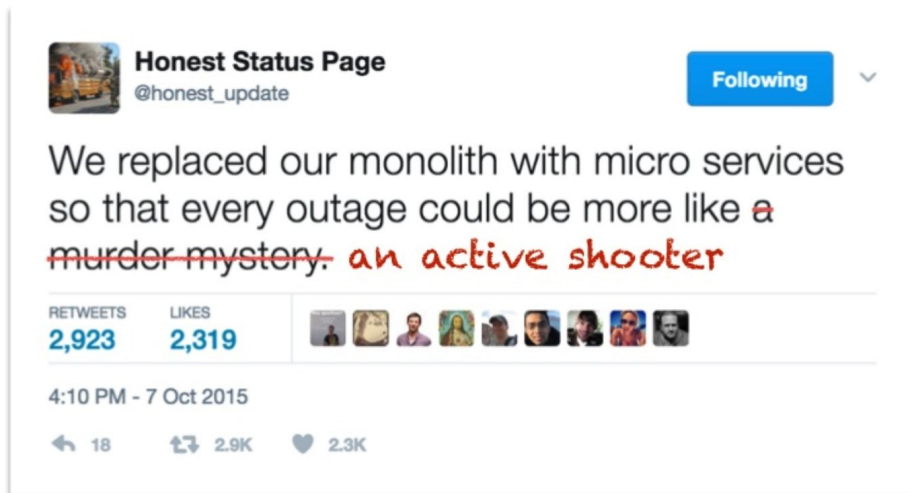 Honest Status Page
@honest_update
Following
We replaced our monolith with micro services
so that every outage could be more like a
murder mystery. an active shooter
RETWEETS LIKES
2,923 2,319
4:10 PM - 7 Oct 2015
18 2.9K 2.3K